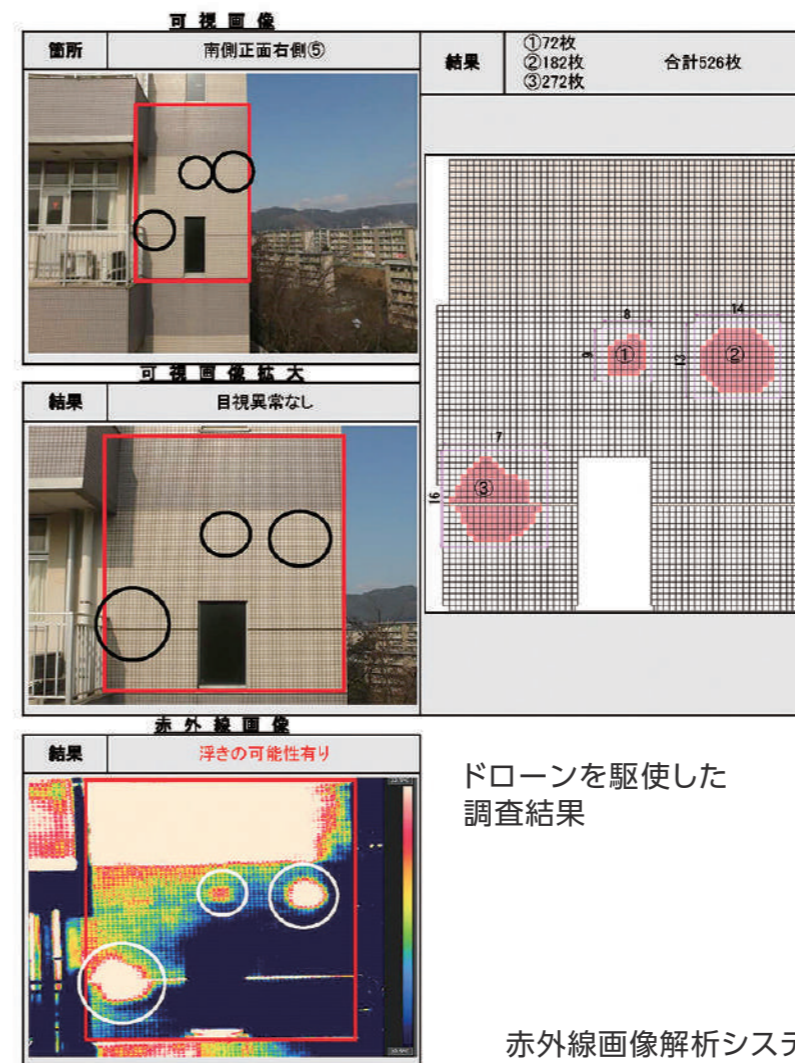 可視画像
箇所 南側正面右側⑤
結果 ①72枚
②182枚 合計526枚
③272枚
8
14
9
①
13
②
7
16
③
可視画像拡大
結果 目視異常なし
赤外線画像
結果 浮きの可能性有り
ドローンを駆使した
調査結果
赤外線画像解析システ